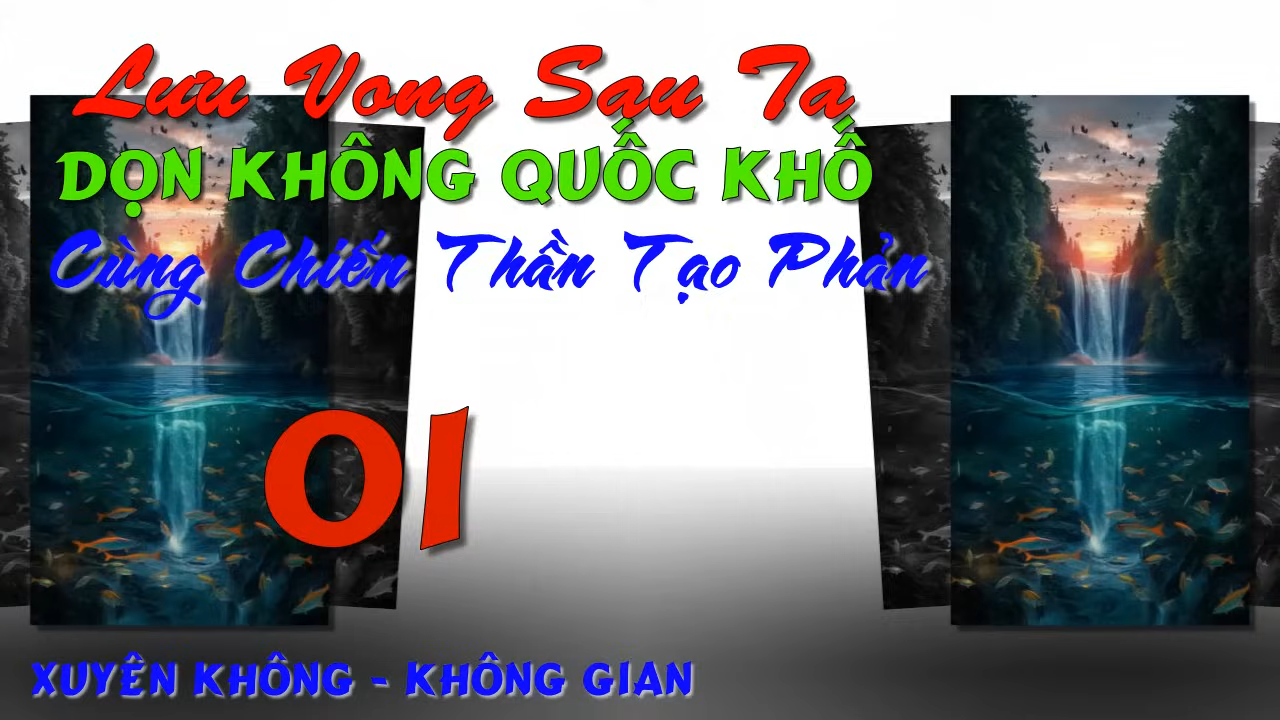 Lưu Vong Sau Ta
DỌN KHÔNG QUỐC KHỐ
Cùng Chiến Thần Tạo Phản
01
XUYÊN KHÔNG - KHÔNG GIAN